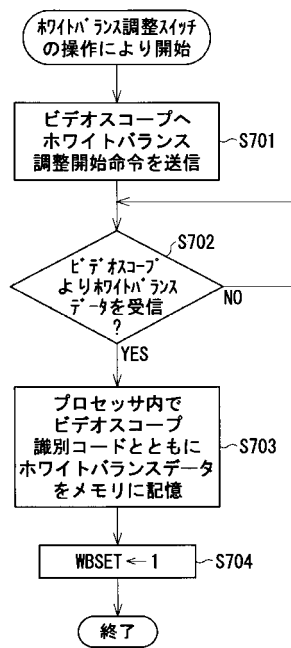 ホワイトバランス調整スイッチ
の操作により開始
ビデオスコープへ
ホワイトバランス
調整開始命令を送信
S701
S702
ビデオスコープ
よりホワイトバランス
データを受信
?
NO
YES
プロセッサ内で
ビデオスコープ
識別コードとともに
ホワイトバランスデータ
をメモリに記憶
S703
WBSET ← 1
S704
終了